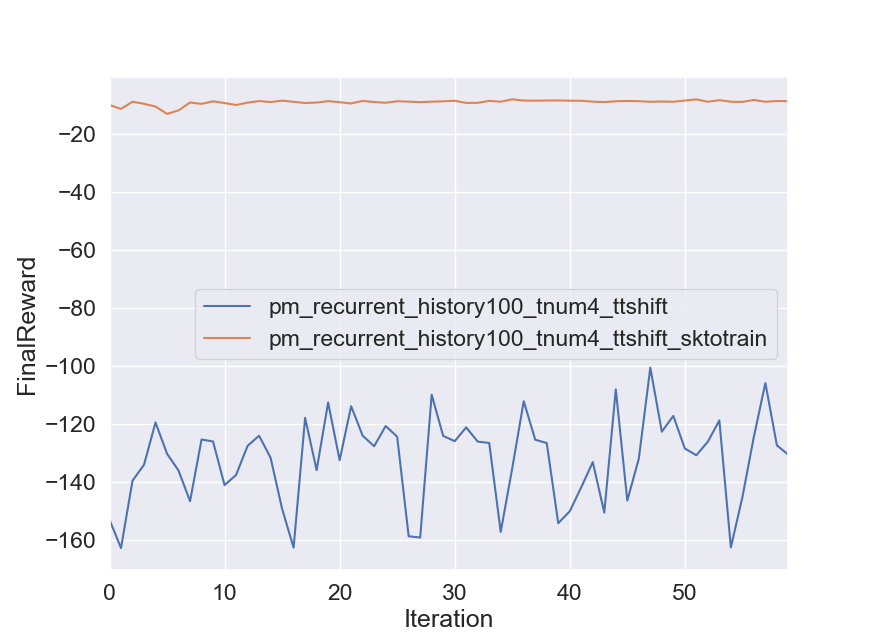 −20
−40
−60
−80
−100
−120
−140
−160
FinalReward
pm_recurrent_history100_tnum4_ttshift
pm_recurrent_history100_tnum4_ttshift_sktotrain
0 10 20 30 40 50
Iteration